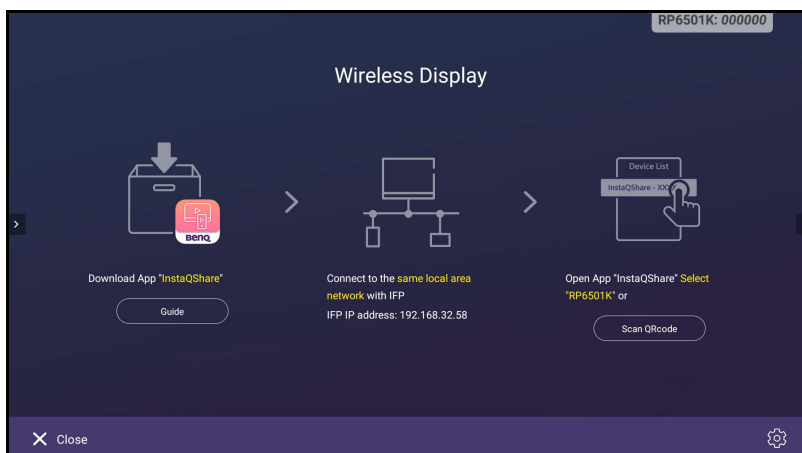 RP6501K: 000000
Wireless Display
Device List
InstaQShare - XXX
BenQ
Download App "InstaQShare"
Guide
Connect to the same local area
network with IFP
IFP IP address: 192.168.32.58
Open App "InstaQShare" Select
"RP6501K" or
Scan QRcode
Close